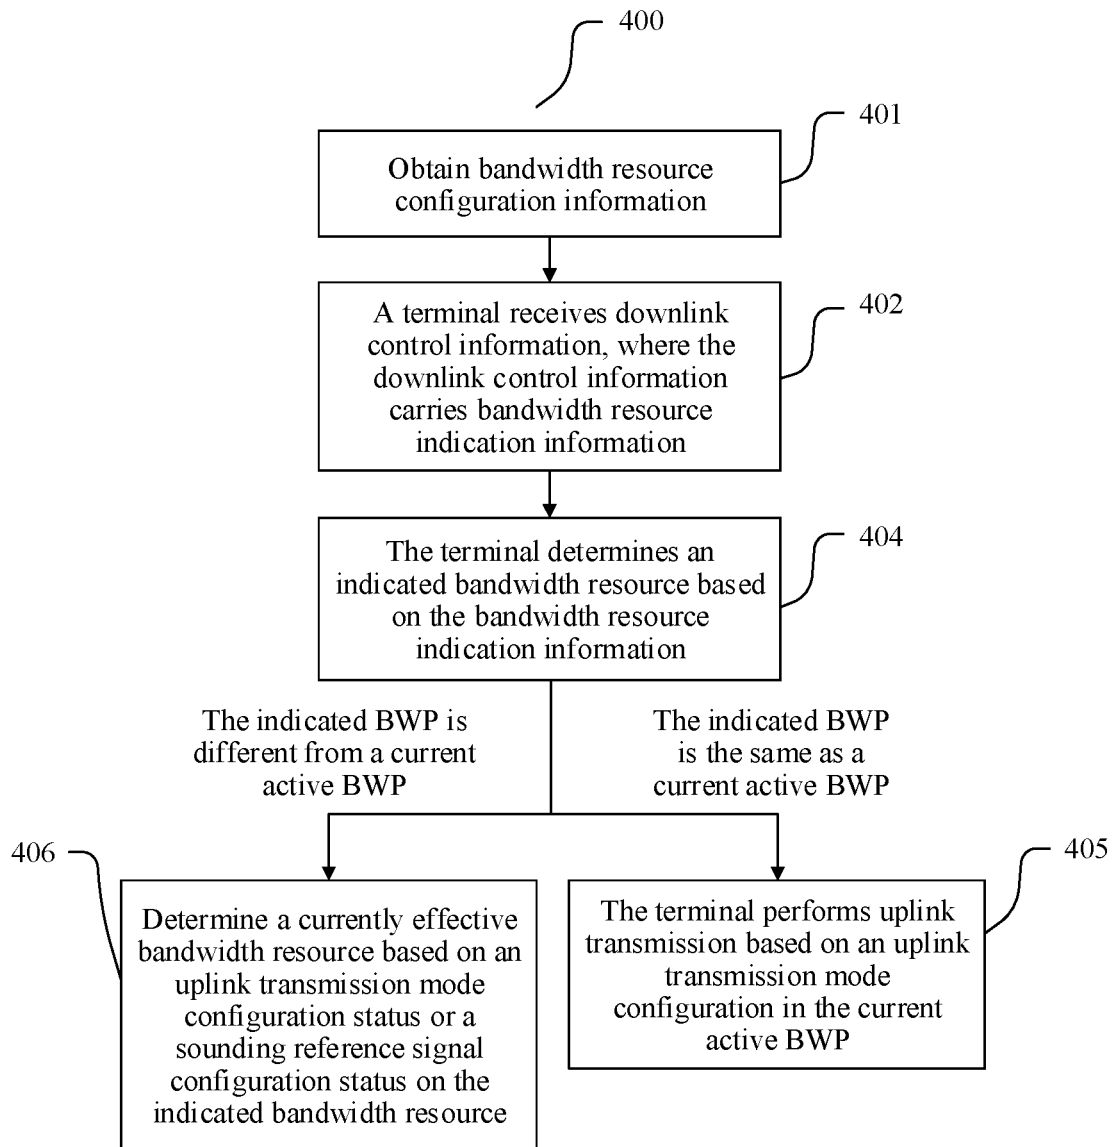 400
401
Obtain bandwidth resource
configuration information
402
A terminal receives downlink
control information, where the
downlink control information
carries bandwidth resource
indication information
404
The terminal determines an
indicated bandwidth resource based
on the bandwidth resource
indication information
The indicated BWP is
different from a current
active BWP
The indicated BWP
is the same as a
current active BWP
406
Determine a currently effective
bandwidth resource based on an
uplink transmission mode
configuration status or a
sounding reference signal
configuration status on the
indicated bandwidth resource
405
The terminal performs uplink
transmission based on an uplink
transmission mode
configuration in the current
active BWP